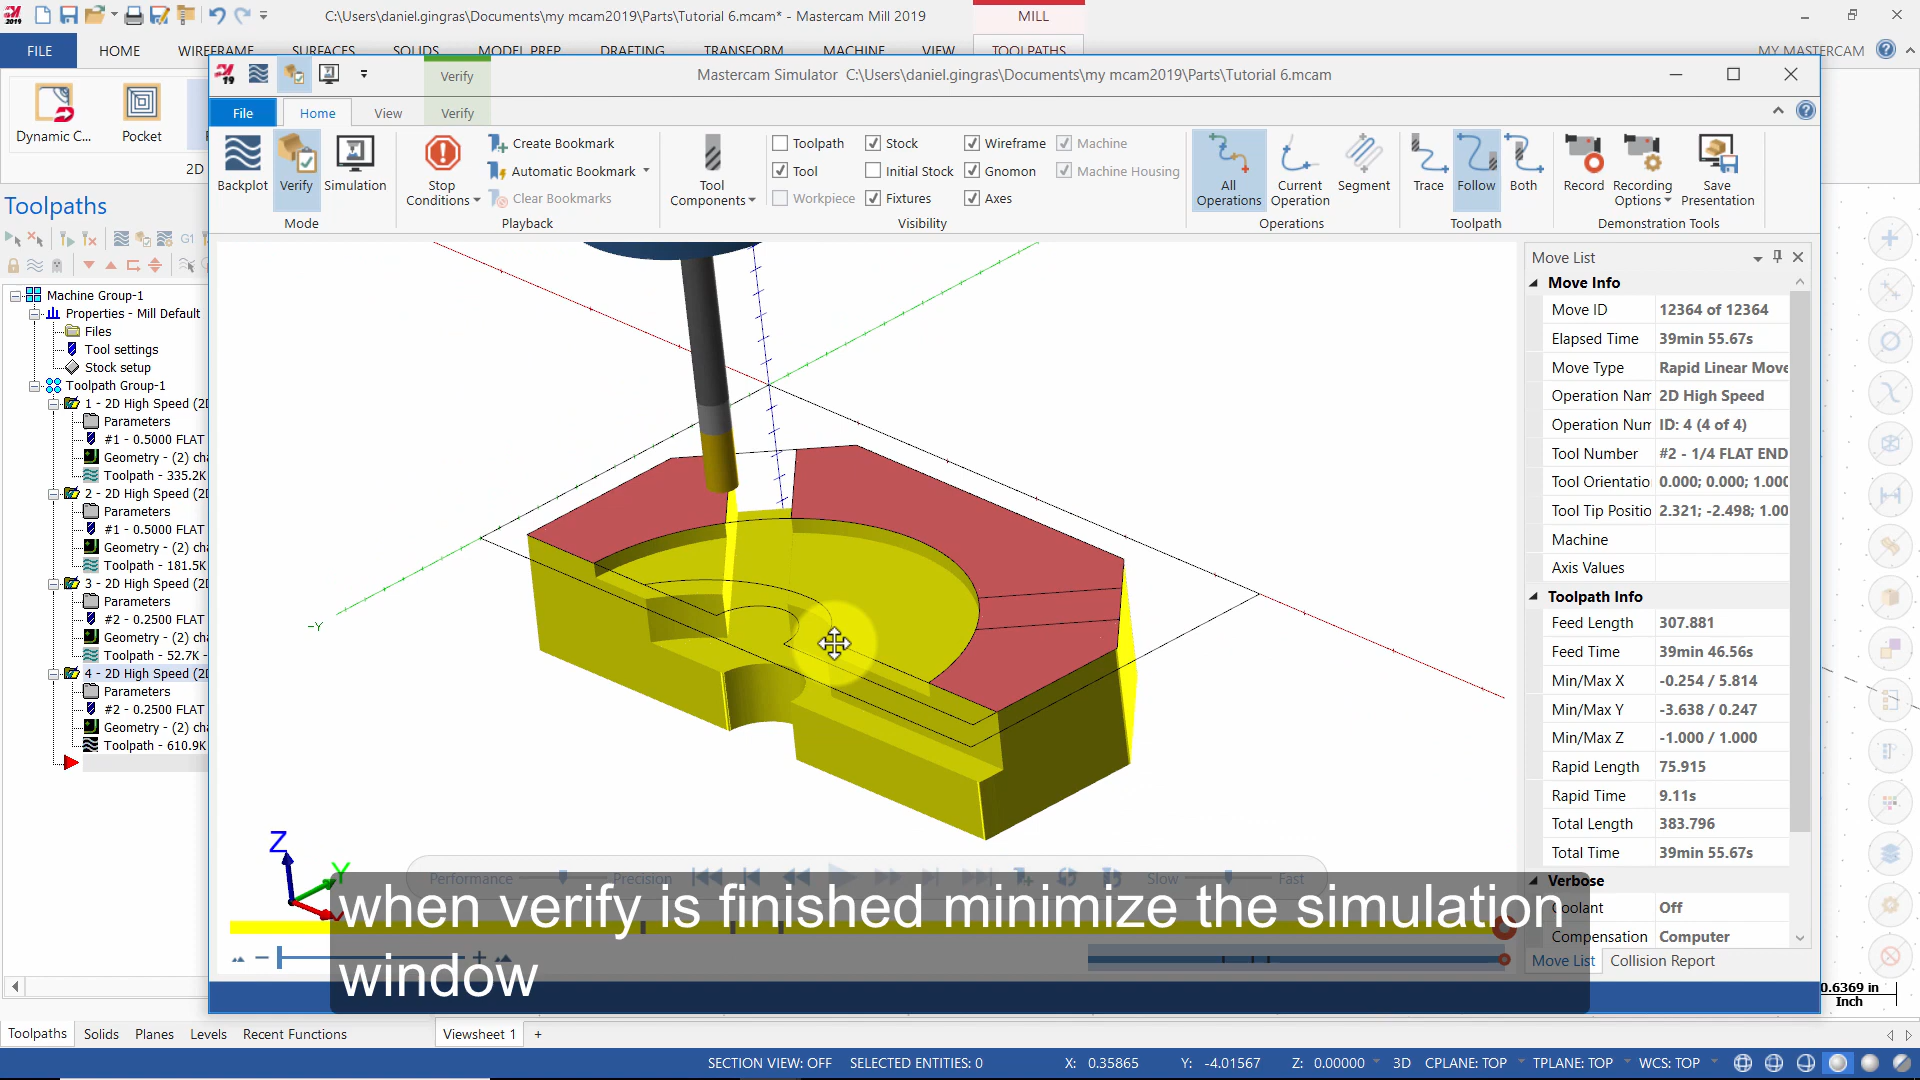 C:\Users\daniel.gingras\Documents\my mcam2019\Parts\Tutorial 6.mcam* - Mastercam Mill 2019
MILL
FILE
HOME
WIREFRAME
SURFACES
SOLIDS
MODEL PREP
DRAFTING
TRANSFORM
MACHINE
VIEW
TOOLPATHS
MY MASTERCAM
Mastercam Simulator C:\Users\daniel.gingras\Documents\my mcam2019\Parts\Tutorial 6.mcam
Verify
File
Home
View
Verify
Dynamic C...
Pocket
2D
Backplot
Verify
Simulation
Mode
Stop Conditions
Create Bookmark
Automatic Bookmark
Clear Bookmarks
Playback
Tool Components
Toolpath
Stock
Wireframe
Machine
Tool
Initial Stock
Gnomon
Machine Housing
Workpiece
Fixtures
Axes
Visibility
All Operations
Current Operation
Segment
Operations
Trace
Follow
Both
Toolpath
Record
Recording Options
Save Presentation
Demonstration Tools
Toolpaths
G1
Machine Group-1
Properties - Mill Default
Files
Tool settings
Stock setup
Toolpath Group-1
1 - 2D High Speed (2D
Parameters
#1 - 0.5000 FLAT
Geometry - (2) cha
Toolpath - 335.2K
2 - 2D High Speed (2D
Parameters
#1 - 0.5000 FLAT
Geometry - (2) cha
Toolpath - 181.5K
3 - 2D High Speed (2D
Parameters
#2 - 0.2500 FLAT
Geometry - (2) cha
Toolpath - 52.7K -
4 - 2D High Speed (2D
Parameters
#2 - 0.2500 FLAT
Geometry - (2) cha
Toolpath - 610.9K
-Y
Z
Y
Move List
Move Info
Move ID 12364 of 12364
Elapsed Time 39min 55.67s
Move Type Rapid Linear Move
Operation Nam 2D High Speed
Operation Num ID: 4 (4 of 4)
Tool Number #2 - 1/4 FLAT END
Tool Orientatio 0.000; 0.000; 1.000
Tool Tip Positio 2.321; -2.498; 1.00
Machine
Axis Values
Toolpath Info
Feed Length 307.881
Feed Time 39min 46.56s
Min/Max X -0.254 / 5.814
Min/Max Y -3.638 / 0.247
Min/Max Z -1.000 / 1.000
Rapid Length 75.915
Rapid Time 9.11s
Total Length 383.796
Total Time 39min 55.67s
Verbose
Coolant Off
Compensation Computer
Move List
Collision Report
Performance
Precision
Slow
Fast
when verify is finished minimize the simulation
window
0.6369 in
Inch
Toolpaths
Solids
Planes
Levels
Recent Functions
Viewsheet 1
+
SECTION VIEW: OFF
SELECTED ENTITIES: 0
X: 0.35865
Y: -4.01567
Z: 0.00000
3D
CPLANE: TOP
TPLANE: TOP
WCS: TOP